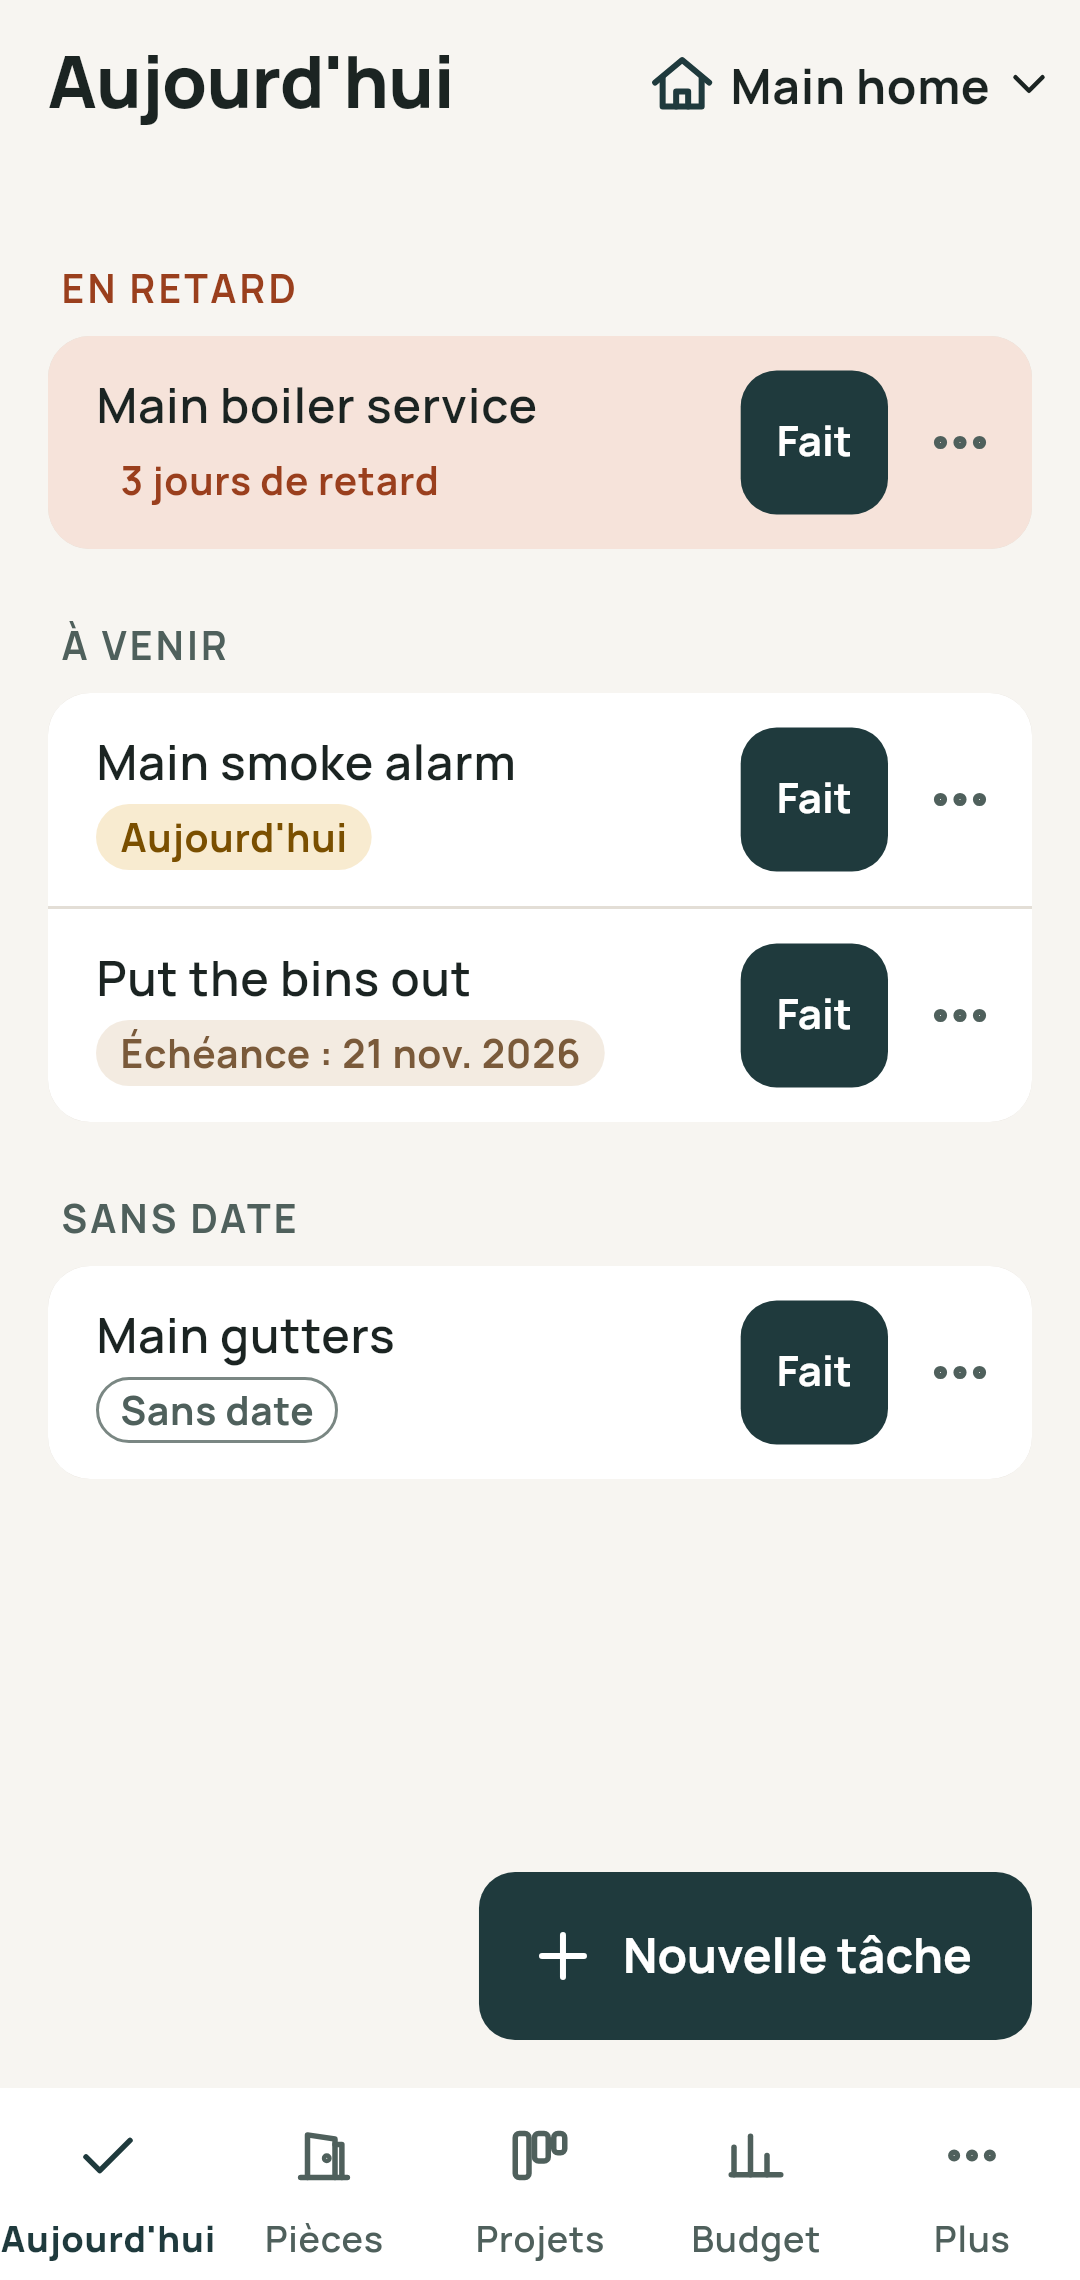 Aujourd'hui
Main home
EN RETARD
Main boiler service
Fait
3 jours de retard
À VENIR
Main smoke alarm
Fait
Aujourd'hui
Put the bins out
Fait
Échéance : 21 nov. 2026
SANS DATE
Main gutters
Fait
Sans date
Nouvelle tâche
Aujourd'hui
Pièces
Projets
Budget
Plus